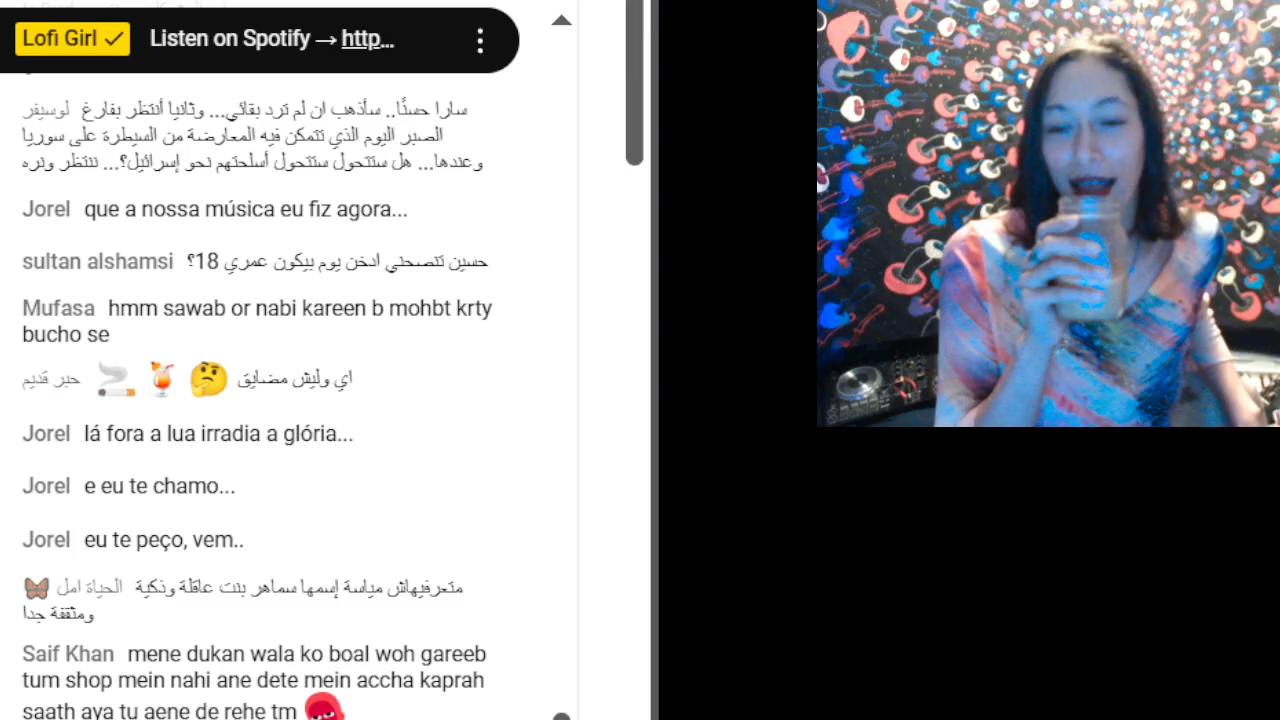 Lofi Girl ✓ Listen on Spotify → http...
لوسيفر سارا حسنًا.. سأذهب ان لم ترد بقائي... وثانيا أنتظر بفارغ
الصبر اليوم الذي تتمكن فيه المعارضة من السيطرة على سوريا
وعندها... هل ستتحول ستتحول أسلحتهم نحو إسرائيل؟... ننتظر ونره
Jorel que a nossa música eu fiz agora...
sultan alshamsi حسين تنصحني ادخن يوم بيكون عمري 18؟
Mufasa hmm sawab or nabi kareen b mohbt krty
bucho se
حبر قديم 🚬 🍹 🤔 اي وليش مضايق
Jorel lá fora a lua irradia a glória...
Jorel e eu te chamo...
Jorel eu te peço, vem..
🦋 الحياة امل متعرفيهاش مياسة إسمها سماهر بنت عاقلة وذكية
ومثقفة جدا
Saif Khan mene dukan wala ko boal woh gareeb
tum shop mein nahi ane dete mein accha kaprah
saath aya tu aene de rehe tm